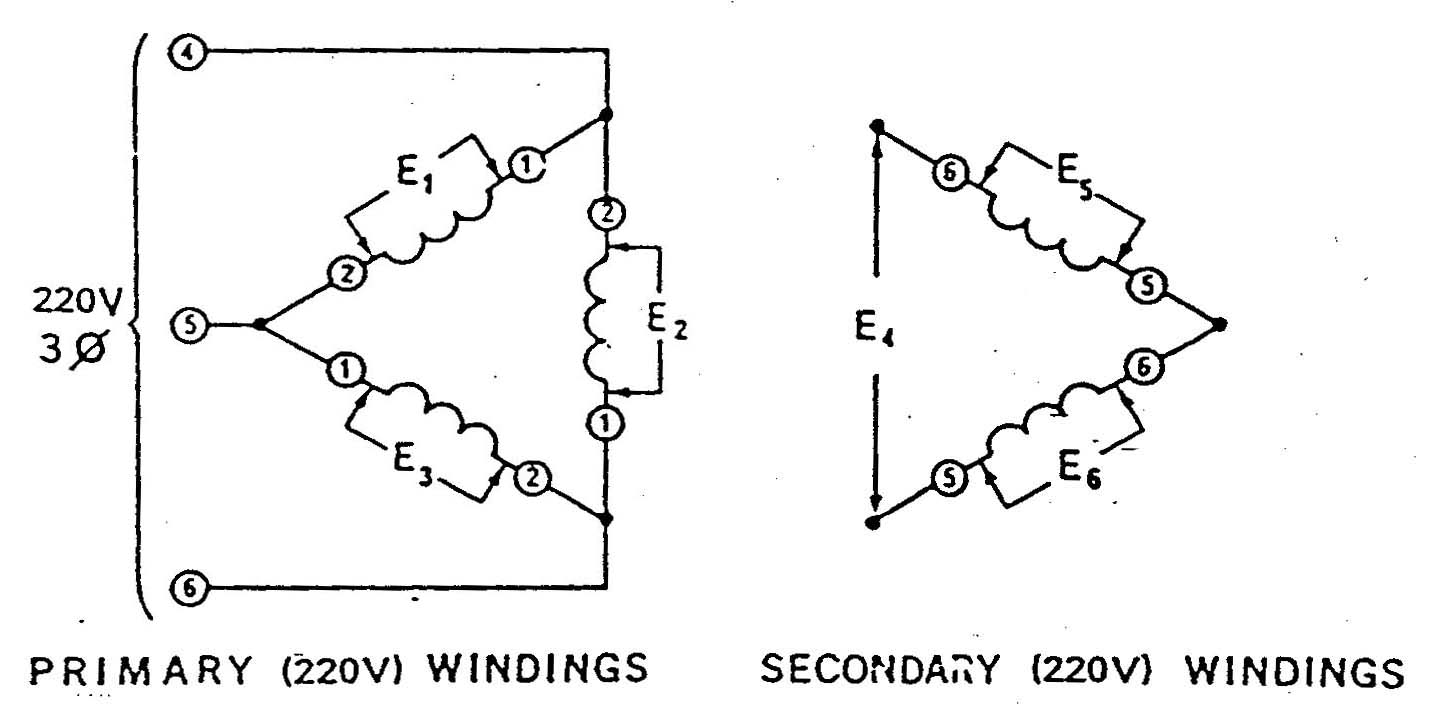 4
E1
1
2
2
220V
3Ø
5
E2
1
1
E3
2
6
PRIMARY (220V) WINDINGS
6
E5
5
E4
6
5
E6
SECONDARY (220V) WINDINGS